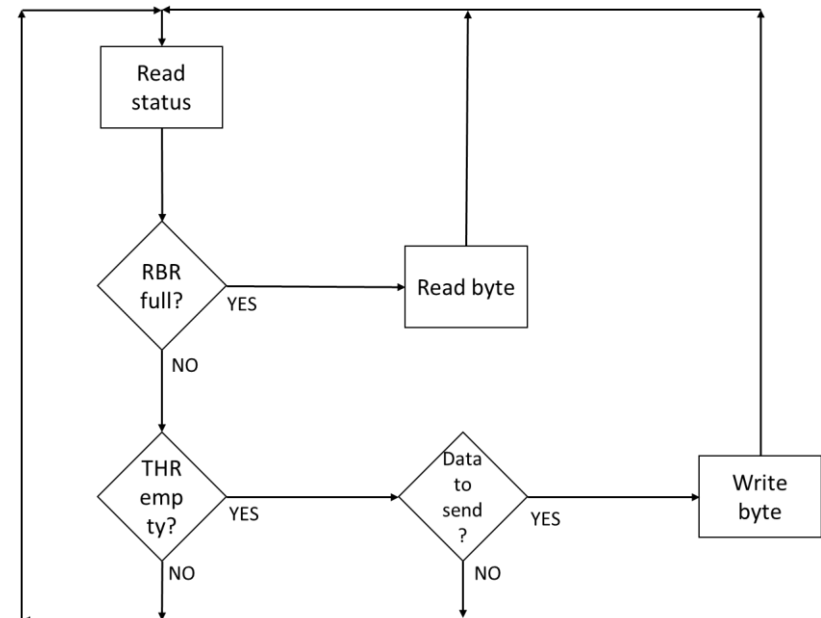 Read
status
RBR
full?
YES
Read byte
NO
THR
emp
ty?
YES
Data
to
send
?
YES
Write
byte
NO
NO